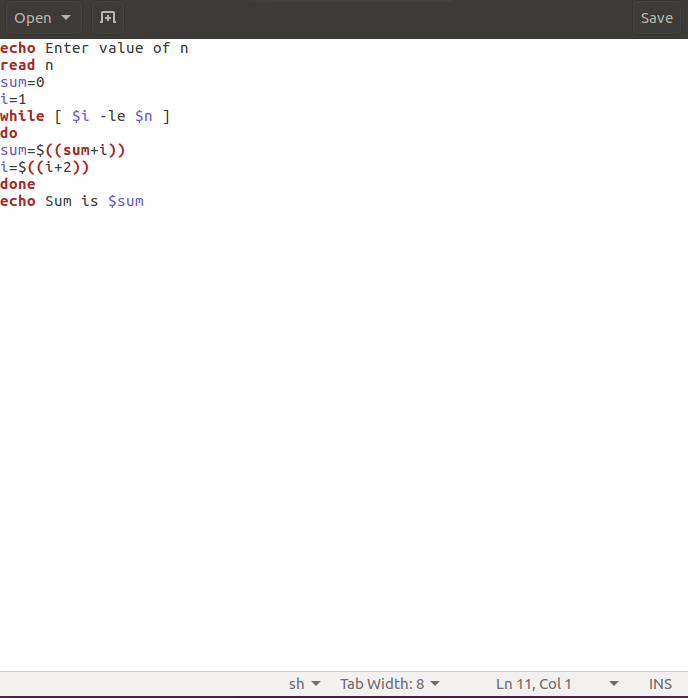 Open Save
echo Enter value of n
read n
sum=0
i=1
while [ $i -le $n ]
do
sum=$((sum+i))
i=$((i+2))
done
echo Sum is $sum
sh Tab Width: 8 Ln 11, Col 1 INS